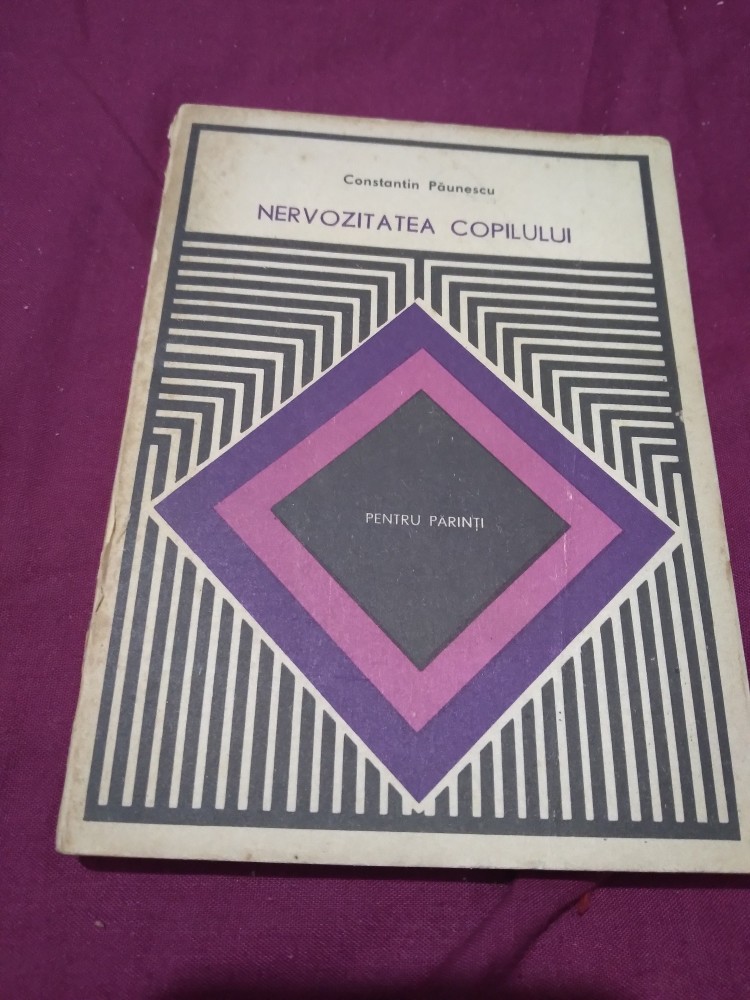 Constantin Păunescu
NERVOZITATEA COPILULUI
PENTRU PĂRINȚI